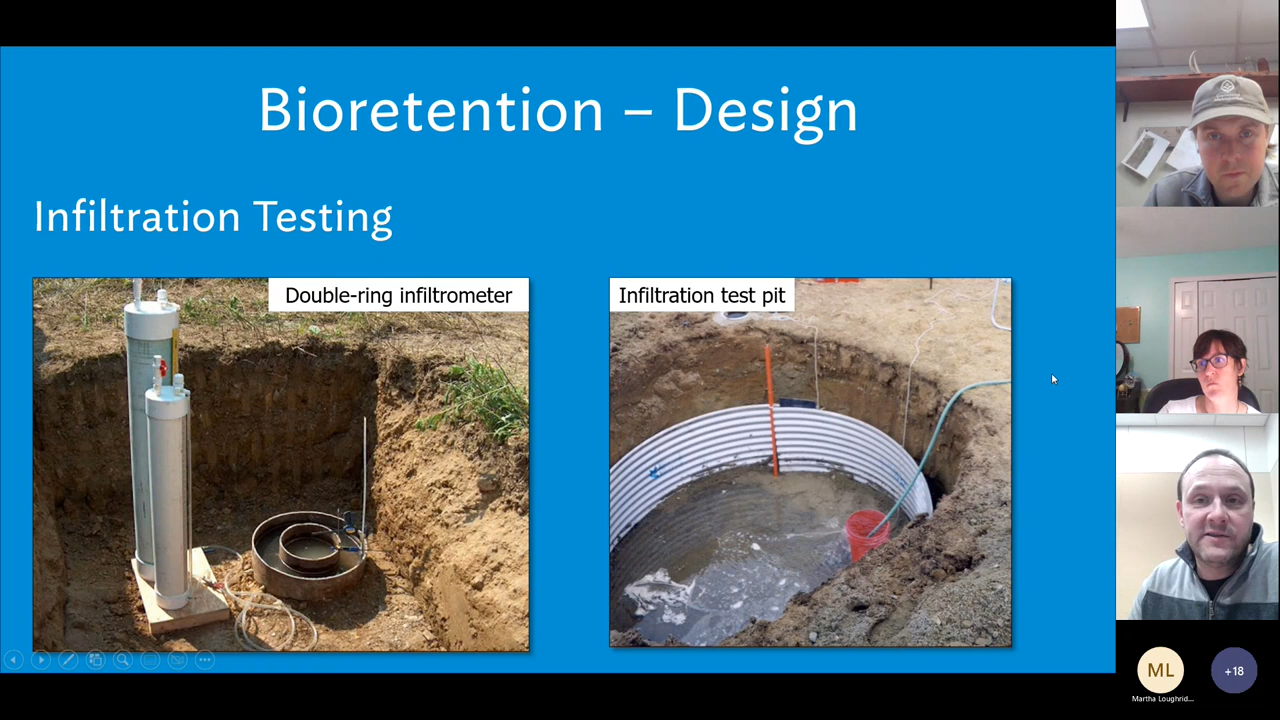 Bioretention – Design
Infiltration Testing
Double-ring infiltrometer
Infiltration test pit
ML
+18
Martha Loughrid...